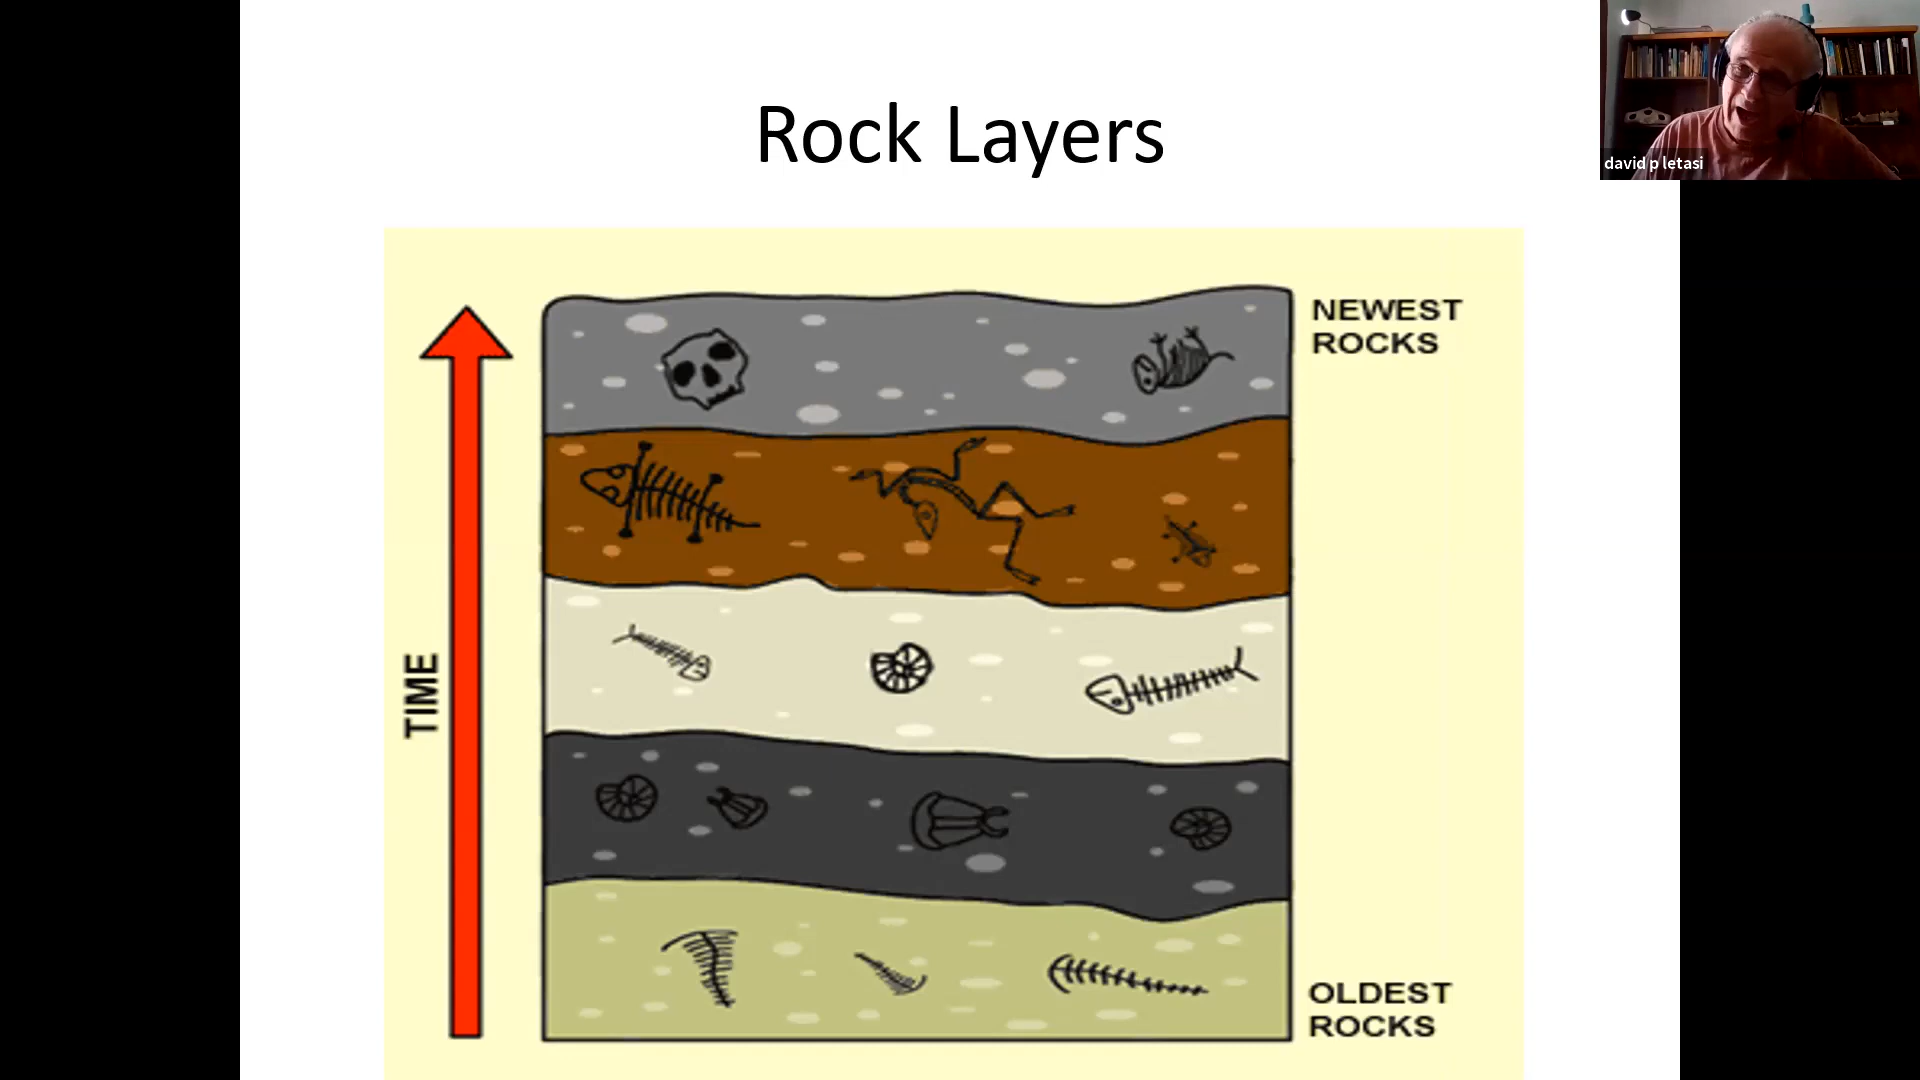 Rock Layers
david p letasi
NEWEST
ROCKS
TIME
OLDEST
ROCKS